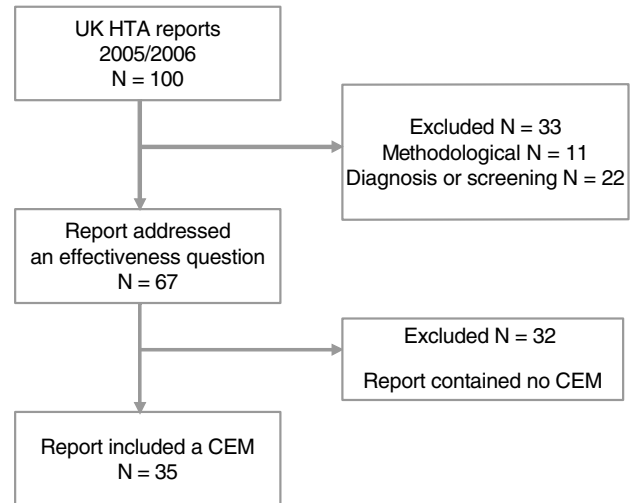 UK HTA reports
2005/2006
N = 100
Excluded N = 33
Methodological N = 11
Diagnosis or screening N = 22
Report addressed
an effectiveness question
N = 67
Excluded N = 32
Report contained no CEM
Report included a CEM
N = 35